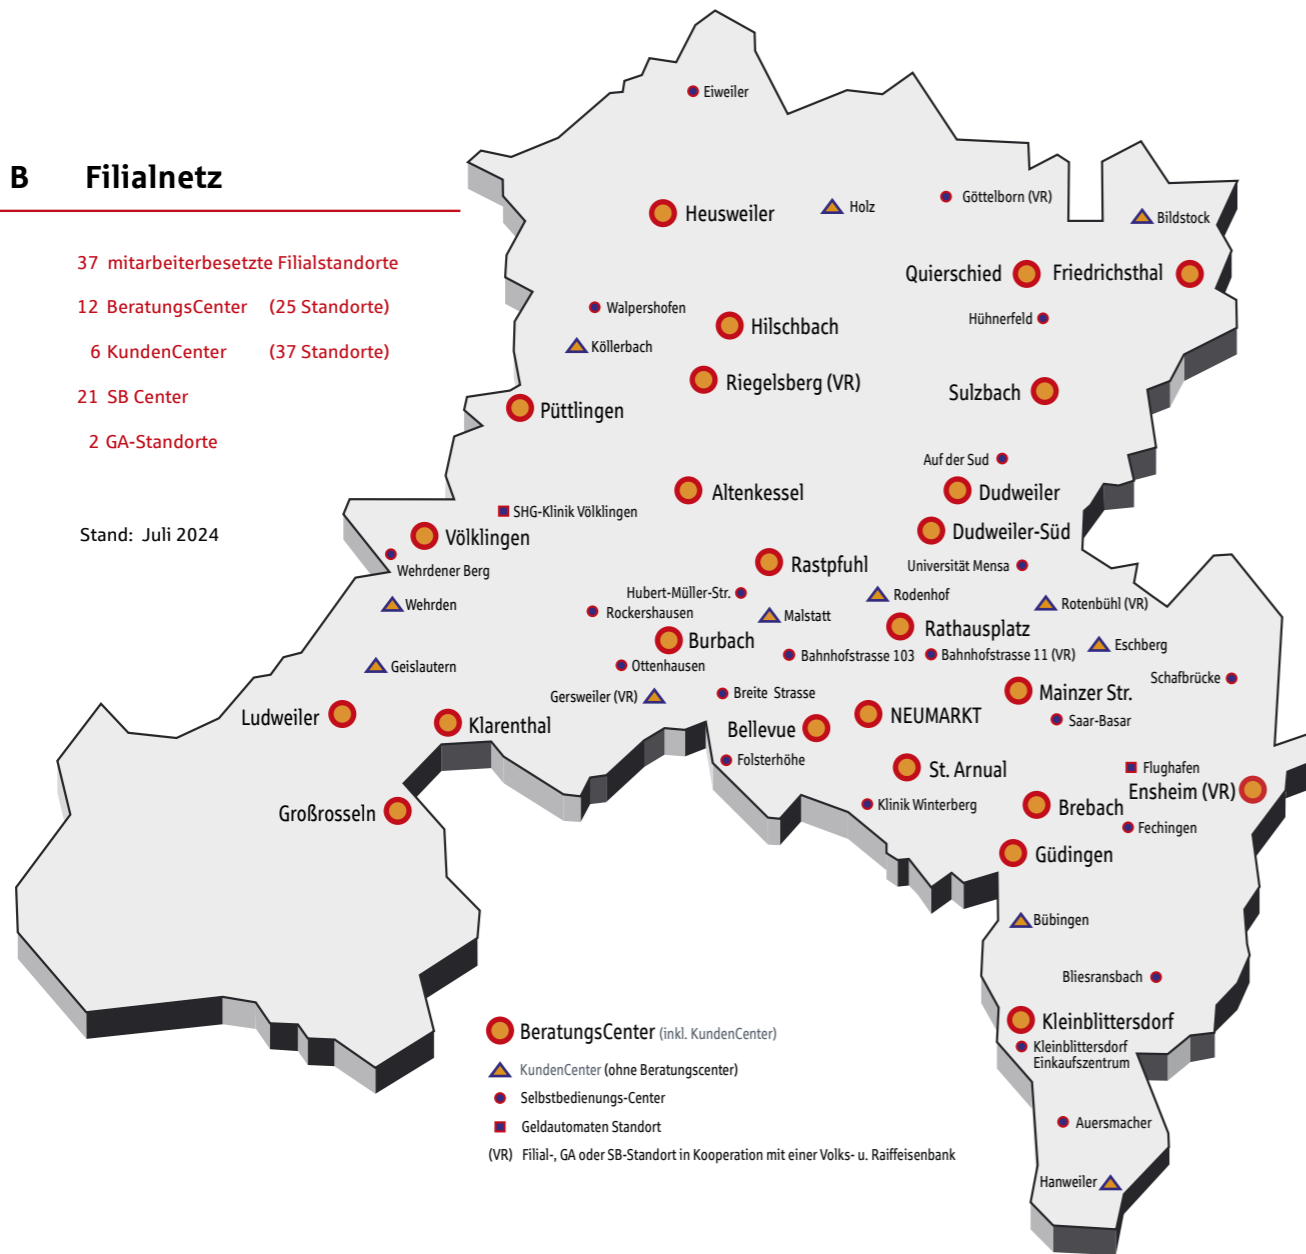 B Filialnetz
37 mitarbeiterbesetzte Filialstandorte
12 BeratungsCenter (25 Standorte)
6 KundenCenter (37 Standorte)
21 SB Center
2 GA-Standorte
Stand: Juli 2024
Eiweiler
Heusweiler
Holz
Göttelborn (VR)
Bildstock
Quierschied
Friedrichsthal
Walpershofen
Hilschbach
Hühnerfeld
Köllerbach
Riegelsberg (VR)
Sulzbach
Püttlingen
Auf der Sud
Altenkessel
Dudweiler
SHG-Klinik Völklingen
Völklingen
Dudweiler-Süd
Wehrdener Berg
Rastpfuhl
Universität Mensa
Hubert-Müller-Str.
Rodenhof
Wehrden
Rotenbühl (VR)
Rockershausen
Malstatt
Rathausplatz
Burbach
Eschberg
Bahnhofstrasse 103
Bahnhofstrasse 11 (VR)
Geislautern
Ottenhausen
Schafbrücke
Gersweiler (VR)
Breite Strasse
Mainzer Str.
Ludweiler
Klarenthal
Bellevue
NEUMARKT
Saar-Basar
Folsterhöhe
St. Arnual
Flughafen
Ensheim (VR)
Großrosseln
Klinik Winterberg
Brebach
Fechingen
Güdingen
Bübingen
Bliesransbach
Kleinblittersdorf
Kleinblittersdorf
Einkaufszentrum
Auersmacher
Hanweiler
BeratungsCenter (inkl. KundenCenter)
KundenCenter (ohne Beratungscenter)
Selbstbedienungs-Center
Geldautomaten Standort
(VR) Filial-, GA oder SB-Standort in Kooperation mit einer Volks- u. Raiffeisenbank